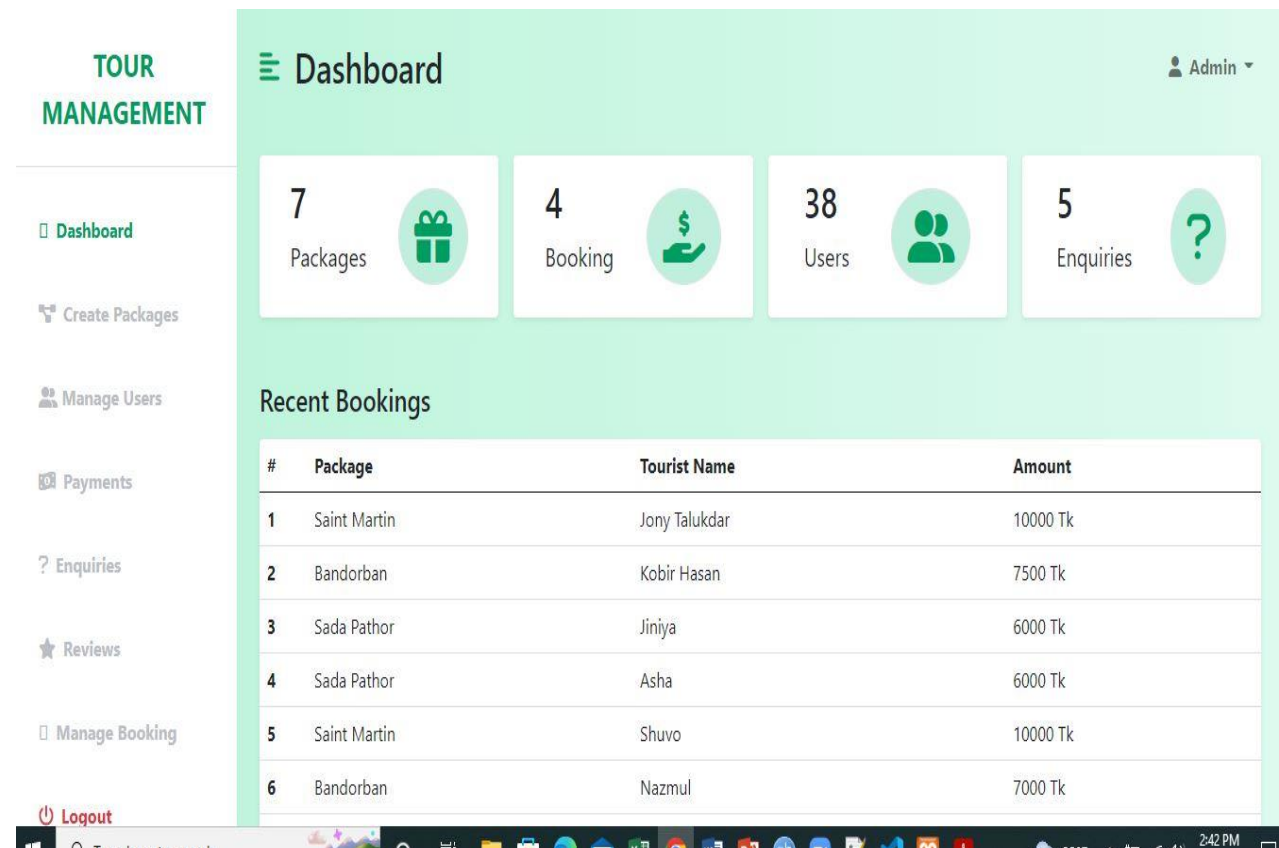 TOUR
MANAGEMENT
Dashboard
Admin
Dashboard
Create Packages
Manage Users
Payments
? Enquiries
Reviews
Manage Booking
Logout
7
Packages
4
Booking
38
Users
5
Enquiries
Recent Bookings
# Package Tourist Name Amount
1 Saint Martin Jony Talukdar 10000 Tk
2 Bandorban Kobir Hasan 7500 Tk
3 Sada Pathor Jiniya 6000 Tk
4 Sada Pathor Asha 6000 Tk
5 Saint Martin Shuvo 10000 Tk
6 Bandorban Nazmul 7000 Tk
2:42 PM